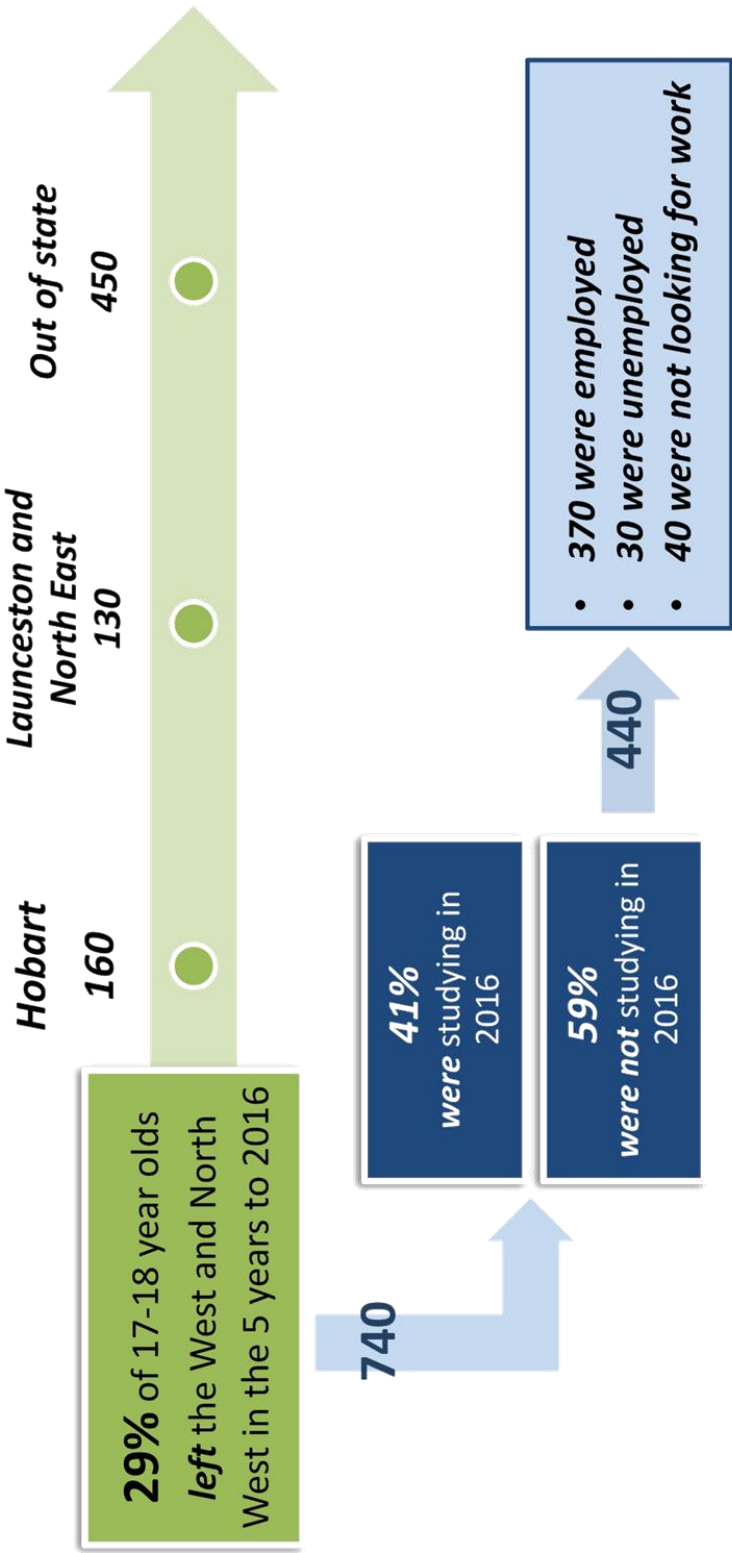 Hobart
160
Launceston and
North East
130
Out of state
450
29% of 17-18 year olds
left the West and North
West in the 5 years to 2016
740
41%
were studying in
2016
59%
were not studying in
2016
440
• 370 were employed
• 30 were unemployed
• 40 were not looking for work